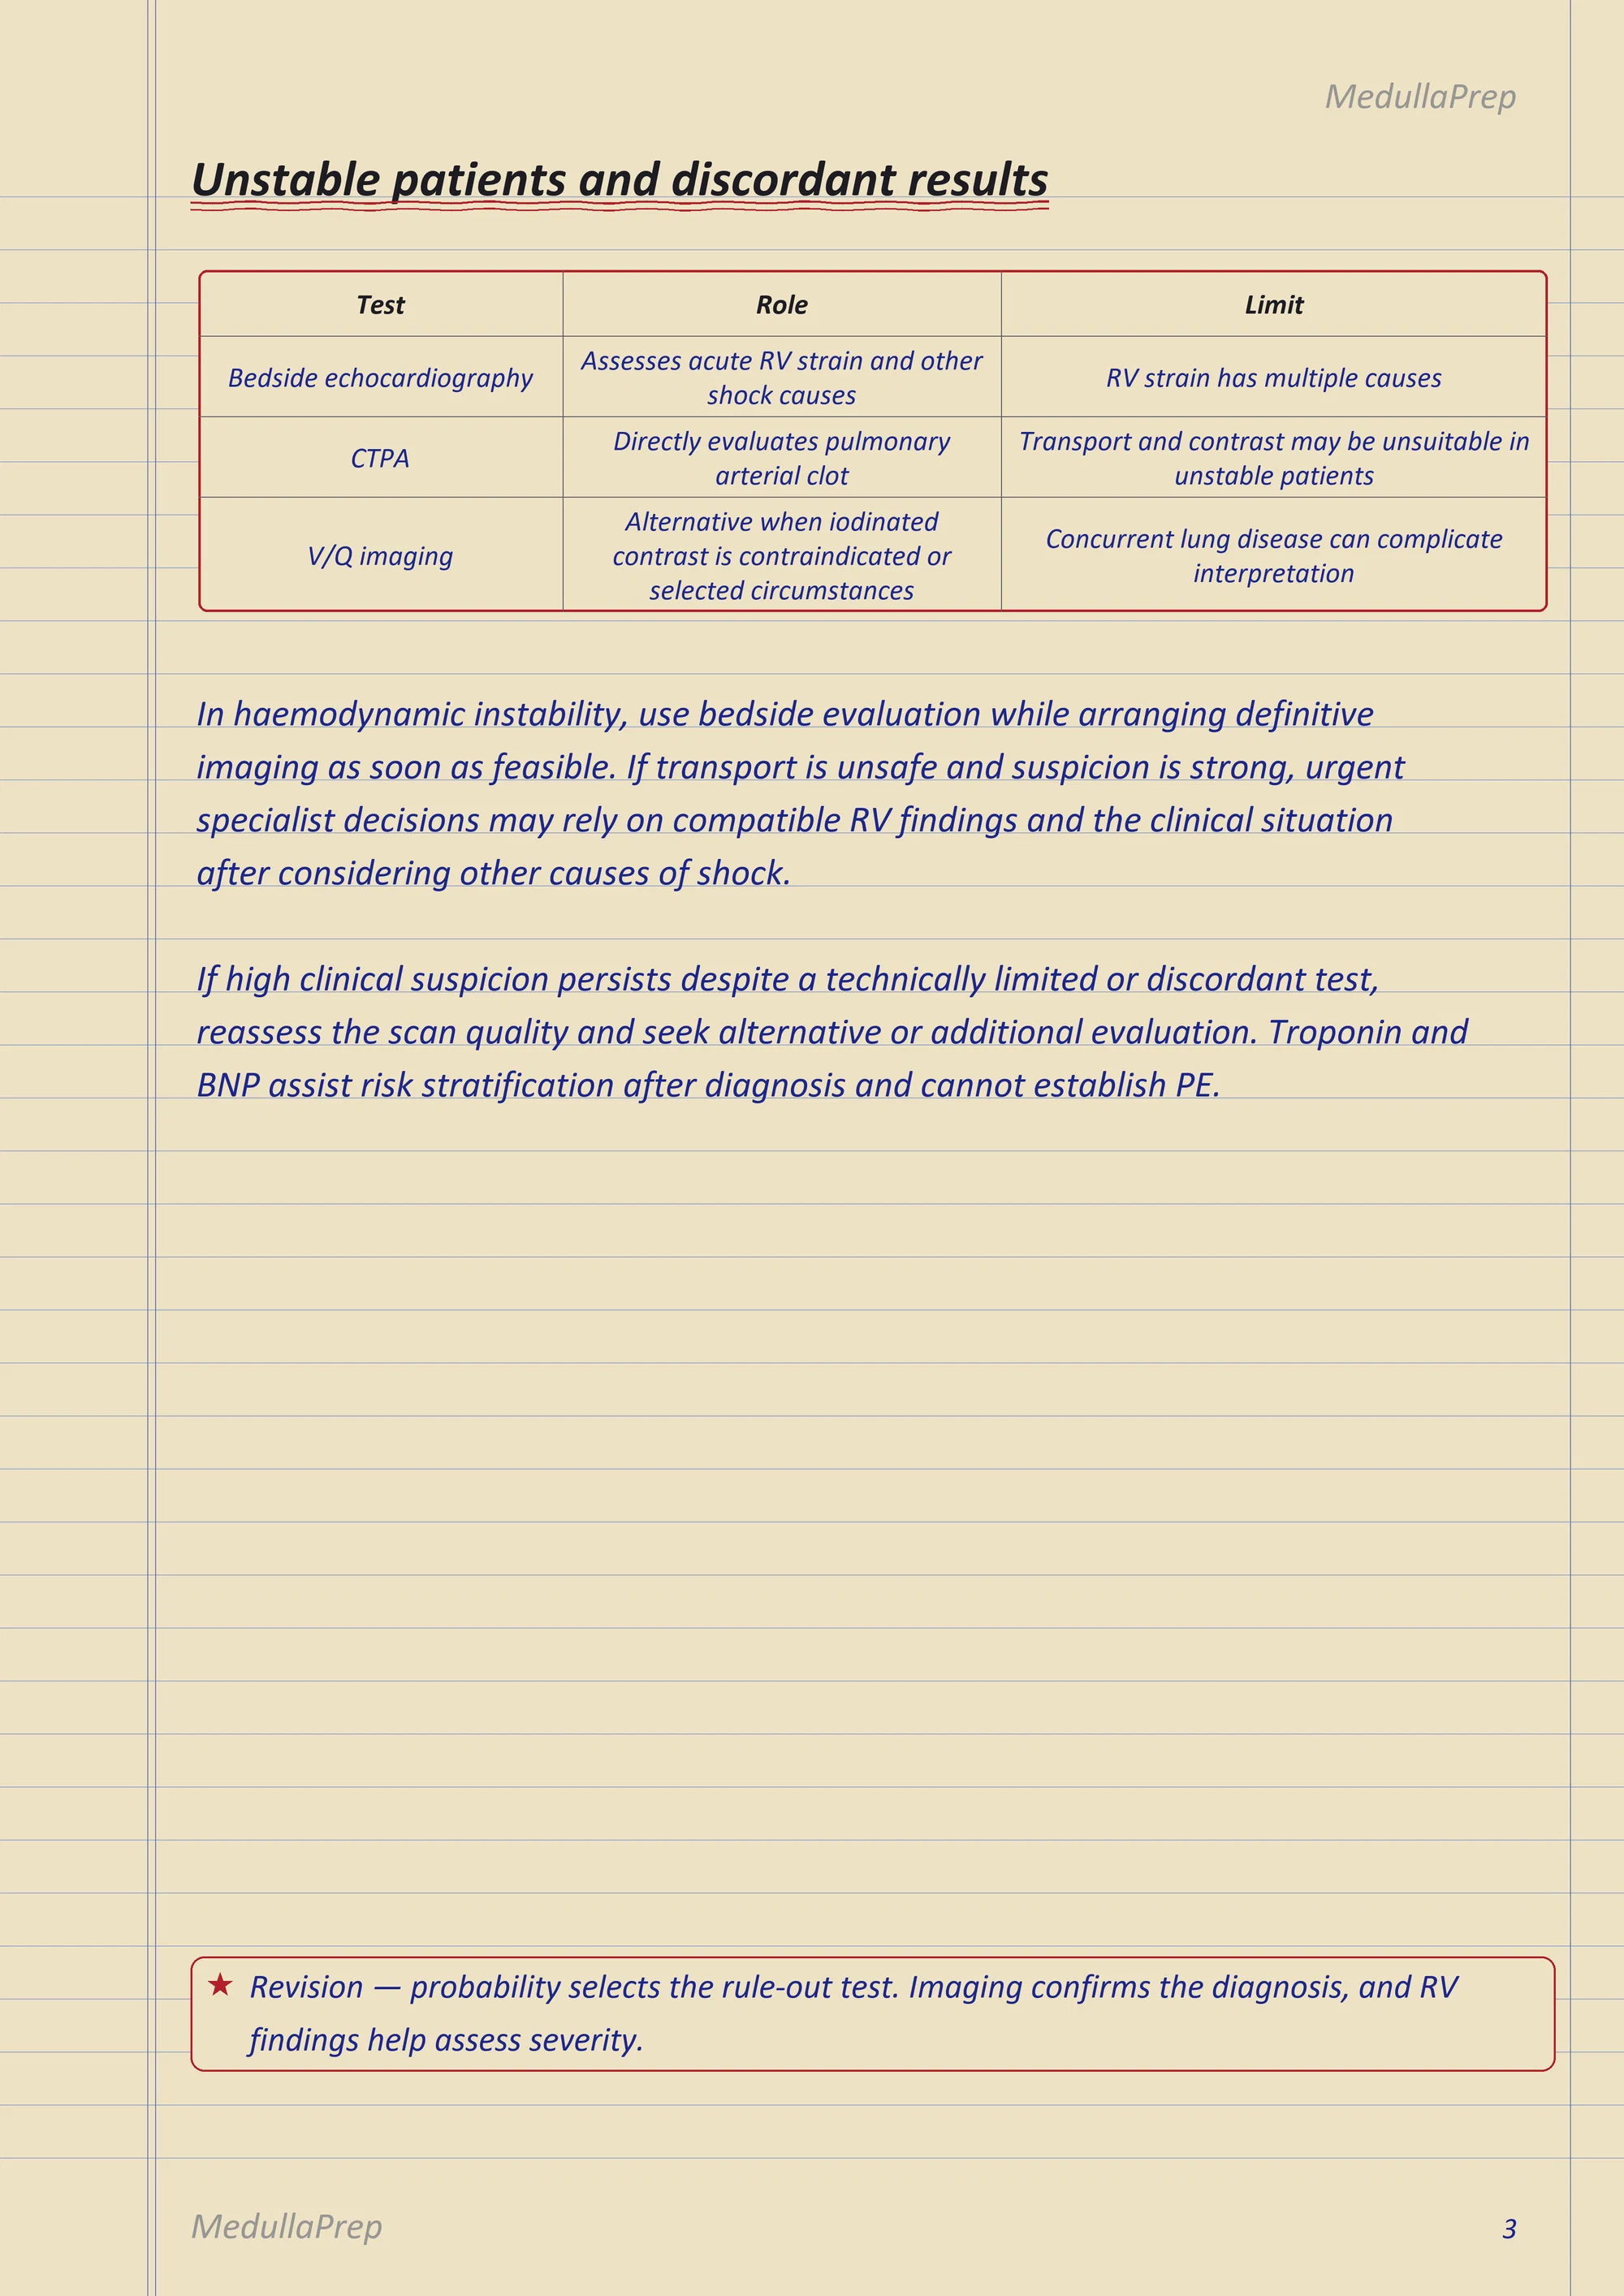 MedullaPrep
Unstable patients and discordant results
Test Role Limit
Bedside echocardiography
Assesses acute RV strain and other
shock causes
RV strain has multiple causes
CTPA
Directly evaluates pulmonary
arterial clot
Transport and contrast may be unsuitable in
unstable patients
V/Q imaging
Alternative when iodinated
contrast is contraindicated or
selected circumstances
Concurrent lung disease can complicate
interpretation
In haemodynamic instability, use bedside evaluation while arranging definitive
imaging as soon as feasible. If transport is unsafe and suspicion is strong, urgent
specialist decisions may rely on compatible RV findings and the clinical situation
after considering other causes of shock.
If high clinical suspicion persists despite a technically limited or discordant test,
reassess the scan quality and seek alternative or additional evaluation. Troponin and
BNP assist risk stratification after diagnosis and cannot establish PE.
★ Revision — probability selects the rule-out test. Imaging confirms the diagnosis, and RV
findings help assess severity.
MedullaPrep 3